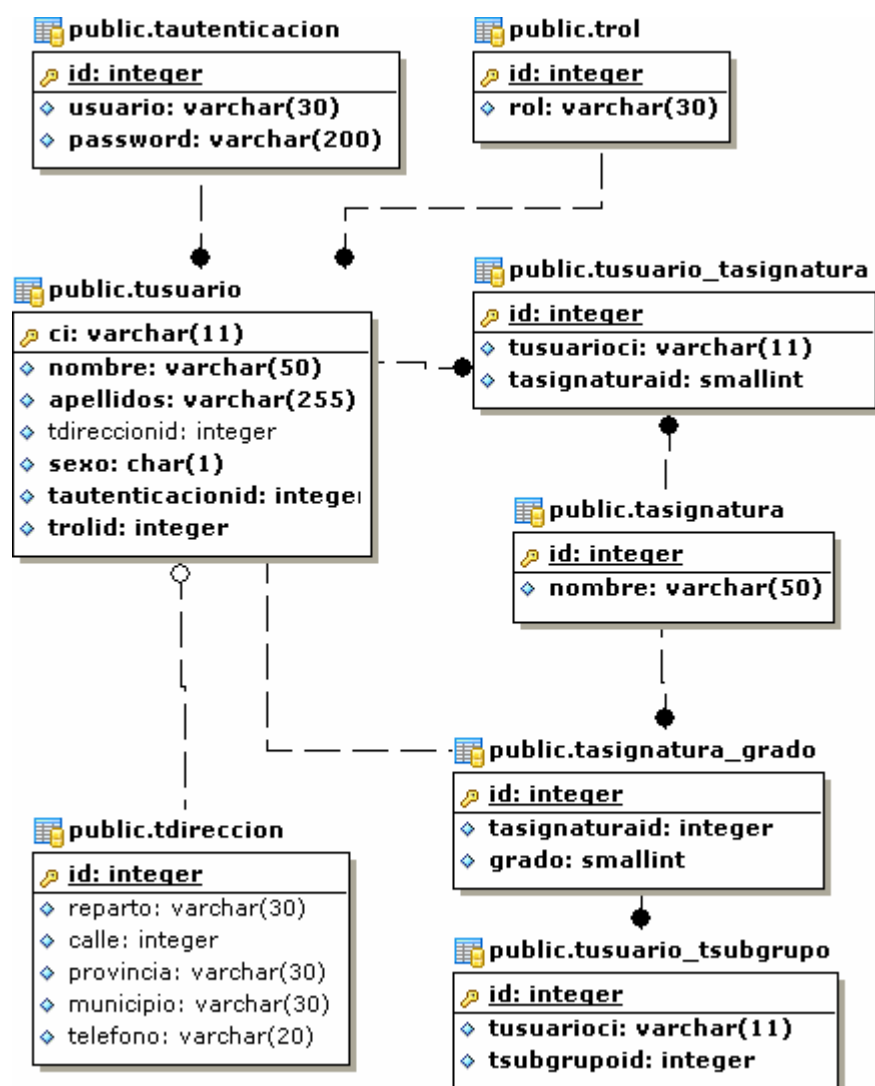 public.tautenticacion
id: integer
usuario: varchar(30)
password: varchar(200)
public.trol
id: integer
rol: varchar(30)
public.tusuario
ci: varchar(11)
nombre: varchar(50)
apellidos: varchar(255)
tdireccionid: integer
sexo: char(1)
tautenticacionid: integer
trolid: integer
public.tusuario_tasignatura
id: integer
tusuarioci: varchar(11)
tasignaturaid: smallint
public.tasignatura
id: integer
nombre: varchar(50)
public.tasignatura_grado
id: integer
tasignaturaid: integer
grado: smallint
public.tdireccion
id: integer
reparto: varchar(30)
calle: integer
provincia: varchar(30)
municipio: varchar(30)
telefono: varchar(20)
public.tusuario_tsubgrupo
id: integer
tusuarioci: varchar(11)
tsubgrupoid: integer